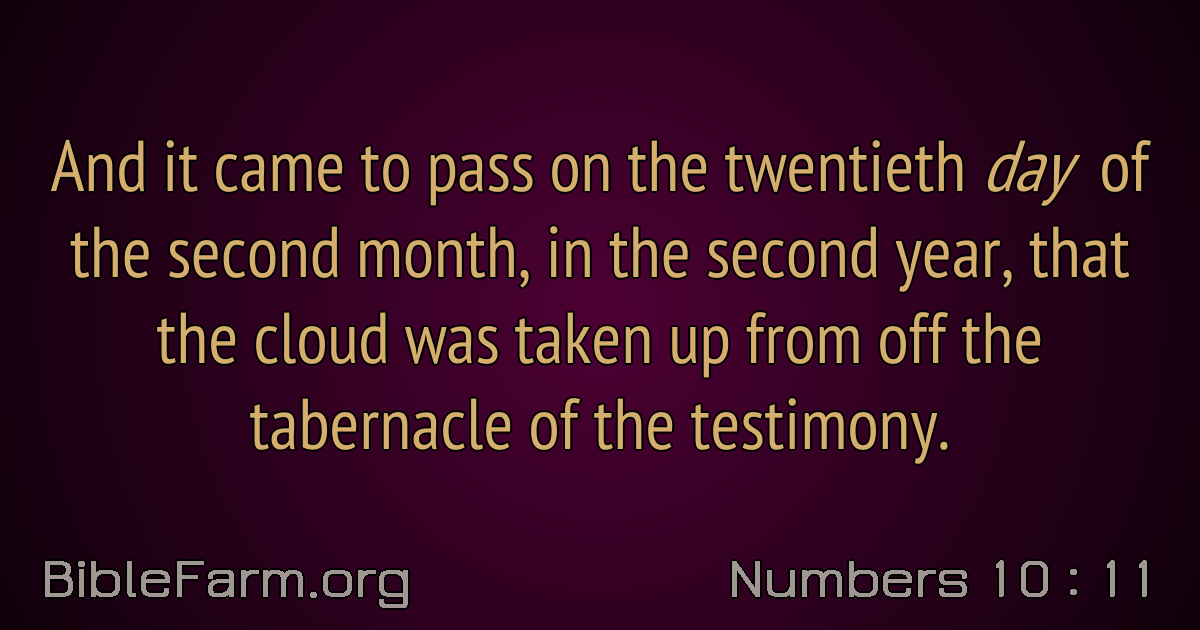 And it came to pass on the twentieth day of
the second month, in the second year, that
the cloud was taken up from off the
tabernacle of the testimony.
BibleFarm.org
Numbers 10 : 11